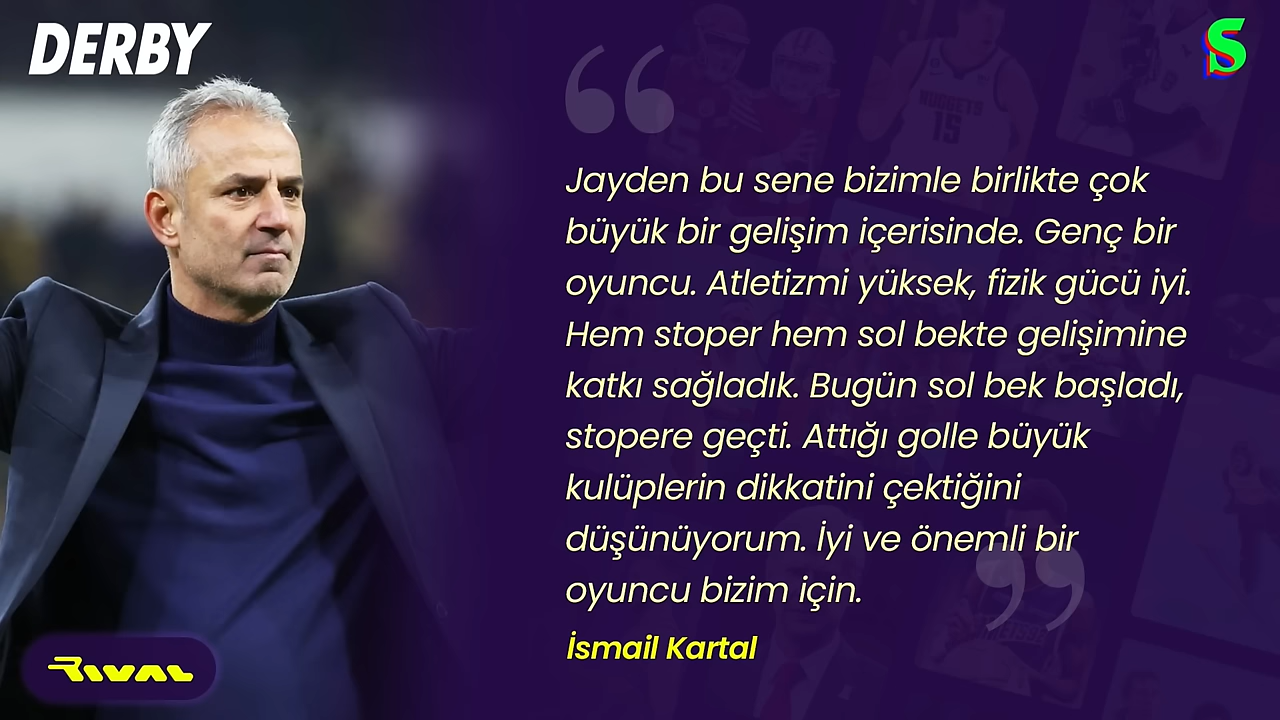 DERBY
S
NUGGETS
15
Jayden bu sene bizimle birlikte çok
büyük bir gelişim içerisinde. Genç bir
oyuncu. Atletizmi yüksek, fizik gücü iyi.
Hem stoper hem sol bekte gelişimine
katkı sağladık. Bugün sol bek başladı,
stopere geçti. Attığı golle büyük
kulüplerin dikkatini çektiğini
düşünüyorum. İyi ve önemli bir
oyuncu bizim için.
İsmail Kartal
RIVAL